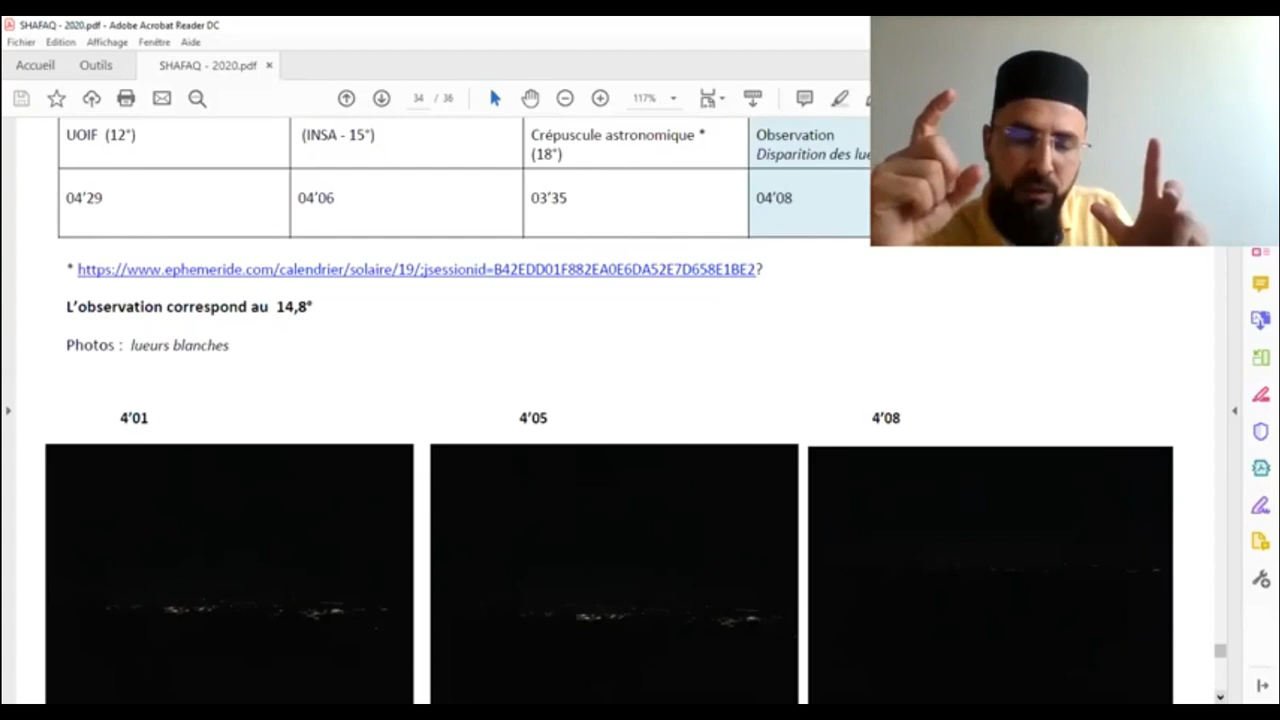 SHAFAQ - 2020.pdf - Adobe Acrobat Reader DC
Fichier Edition Affichage Fenêtre Aide
Accueil Outils SHAFAQ - 2020.pdf ×
34 / 36 117%
UOIF (12°) (INSA - 15°) Crépuscule astronomique * Observation
(18°) Disparition des lue
04’29 04’06 03’35 04’08
* https://www.ephemeride.com/calendrier/solaire/19/;jsessionid=B42EDD01F882EA0E6DA52E7D658E1BE2?
L’observation correspond au 14,8°
Photos : lueurs blanches
4’01 4’05 4’08